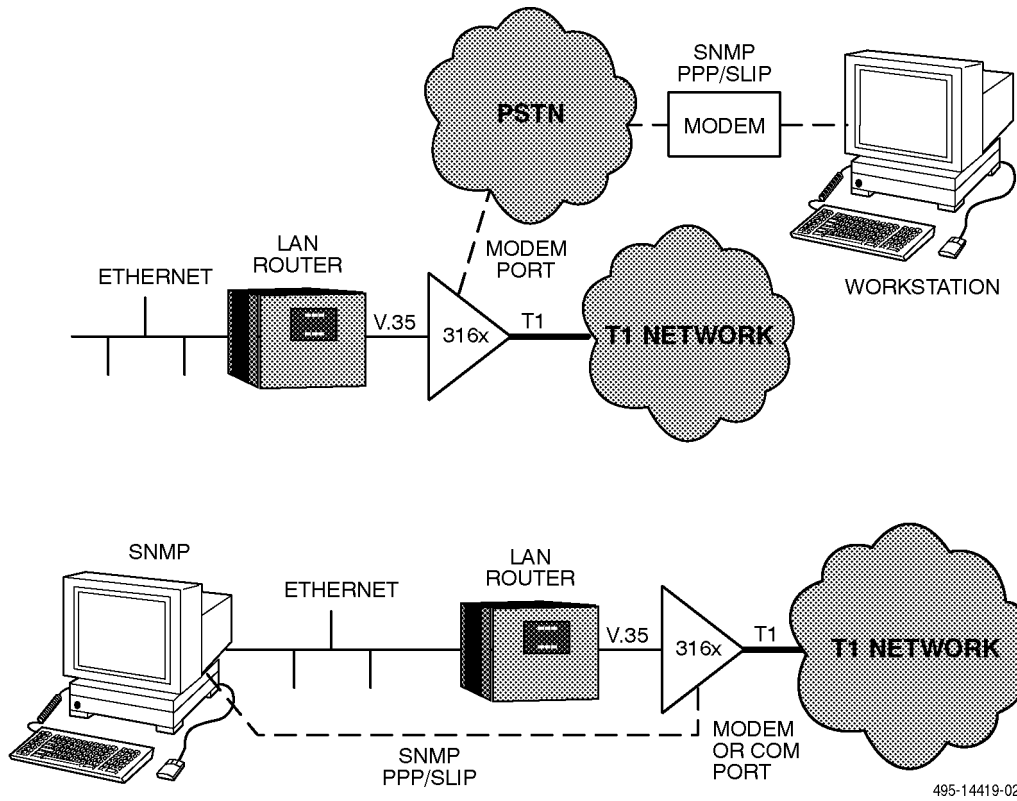 SNMP
PPP/SLIP
PSTN
MODEM
MODEM
PORT
LAN
ROUTER
ETHERNET
WORKSTATION
V.35
316x
T1
T1 NETWORK
SNMP
LAN
ROUTER
ETHERNET
V.35
316x
T1
T1 NETWORK
SNMP
PPP/SLIP
MODEM
OR COM
PORT
495-14419-02